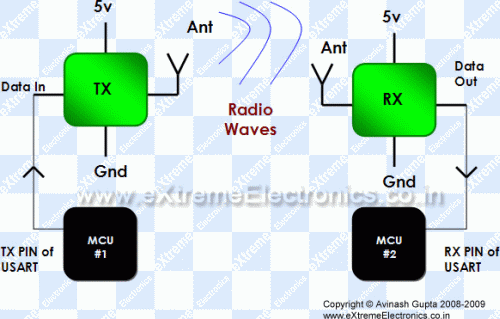 5v
Ant
Data In
TX
Gnd
Radio
Waves
5v
Ant
Data
Out
RX
Gnd
www.eXtremeElectronics.co.in
TX PIN of
USART
MCU
#1
MCU
#2
RX PIN of
USART
Copyright © Avinash Gupta 2008-2009
www.eXtremeElectronics.co.in